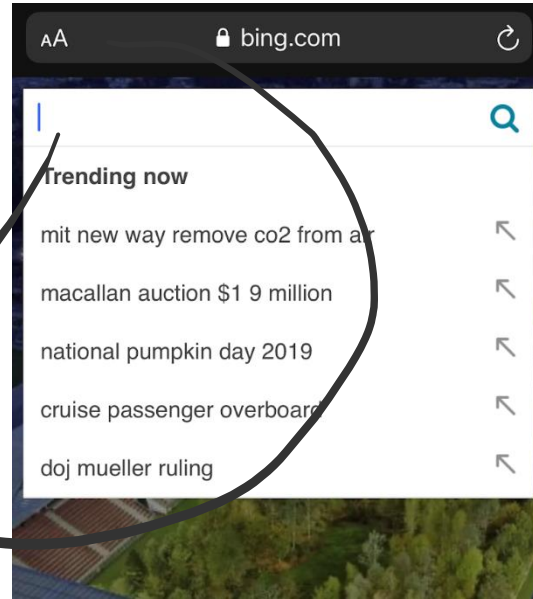 AA bing.com
Trending now
mit new way remove co2 from air
macallan auction $1 9 million
national pumpkin day 2019
cruise passenger overboard
doj mueller ruling